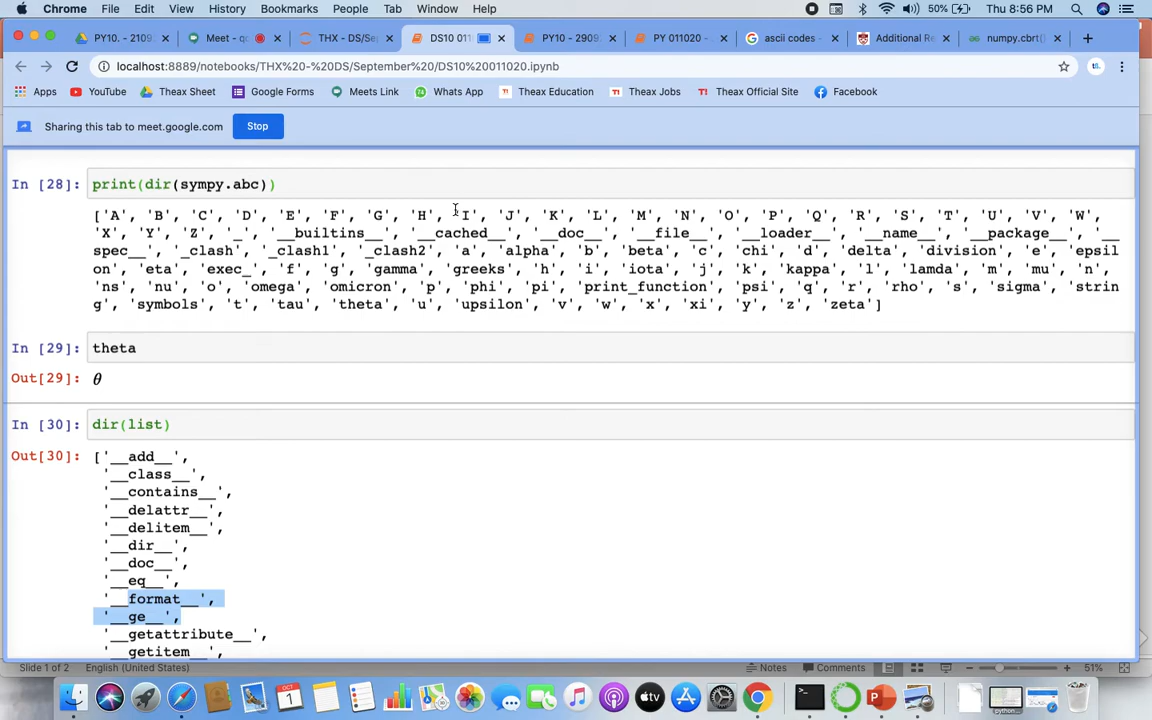 Chrome File Edit View History Bookmarks People Tab Window Help 50% Thu 8:56 PM
PY10. - 2109 Meet - q THX - DS/Se DS10 011 PY10 - 2909 PY 011020 - ascii codes - Additional Re numpy.cbrt()
localhost:8889/notebooks/THX%20-%20DS/September%20/DS10%20011020.ipynb
Apps YouTube Theax Sheet Google Forms Meets Link Whats App Theax Education Theax Jobs Theax Official Site Facebook
Sharing this tab to meet.google.com Stop
In [28]: print(dir(sympy.abc))
['A', 'B', 'C', 'D', 'E', 'F', 'G', 'H', 'I', 'J', 'K', 'L', 'M', 'N', 'O', 'P', 'Q', 'R', 'S', 'T', 'U', 'V', 'W',
'X', 'Y', 'Z', '_', '__builtins__', '__cached__', '__doc__', '__file__', '__loader__', '__name__', '__package__', '__
spec__', '_clash', '_clash1', '_clash2', 'a', 'alpha', 'b', 'beta', 'c', 'chi', 'd', 'delta', 'division', 'e', 'epsil
on', 'eta', 'exec_', 'f', 'g', 'gamma', 'greeks', 'h', 'i', 'iota', 'j', 'k', 'kappa', 'l', 'lamda', 'm', 'mu', 'n',
'ns', 'nu', 'o', 'omega', 'omicron', 'p', 'phi', 'pi', 'print_function', 'psi', 'q', 'r', 'rho', 's', 'sigma', 'strin
g', 'symbols', 't', 'tau', 'theta', 'u', 'upsilon', 'v', 'w', 'x', 'xi', 'y', 'z', 'zeta']
In [29]: theta
Out[29]: θ
In [30]: dir(list)
Out[30]: ['__add__',
'__class__',
'__contains__',
'__delattr__',
'__delitem__',
'__dir__',
'__doc__',
'__eq__',
'__format__',
'__ge__',
'__getattribute__',
'__getitem__',
Slide 1 of 2 English (United States) Notes Comments 51%